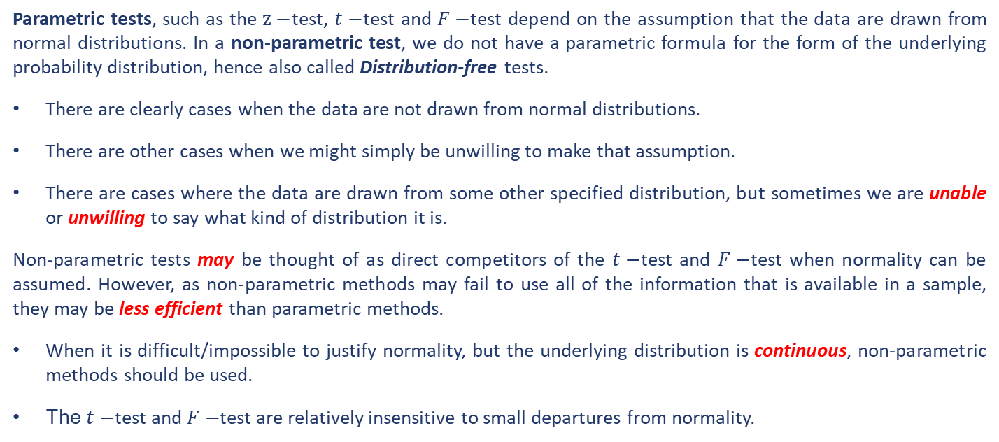 Parametric tests, such as the z −test, t −test and F −test depend on the assumption that the data are drawn from
normal distributions. In a non-parametric test, we do not have a parametric formula for the form of the underlying
probability distribution, hence also called Distribution-free tests.
• There are clearly cases when the data are not drawn from normal distributions.
• There are other cases when we might simply be unwilling to make that assumption.
• There are cases where the data are drawn from some other specified distribution, but sometimes we are unable
or unwilling to say what kind of distribution it is.
Non-parametric tests may be thought of as direct competitors of the t −test and F −test when normality can be
assumed. However, as non-parametric methods may fail to use all of the information that is available in a sample,
they may be less efficient than parametric methods.
• When it is difficult/impossible to justify normality, but the underlying distribution is continuous, non-parametric
methods should be used.
• The t −test and F −test are relatively insensitive to small departures from normality.